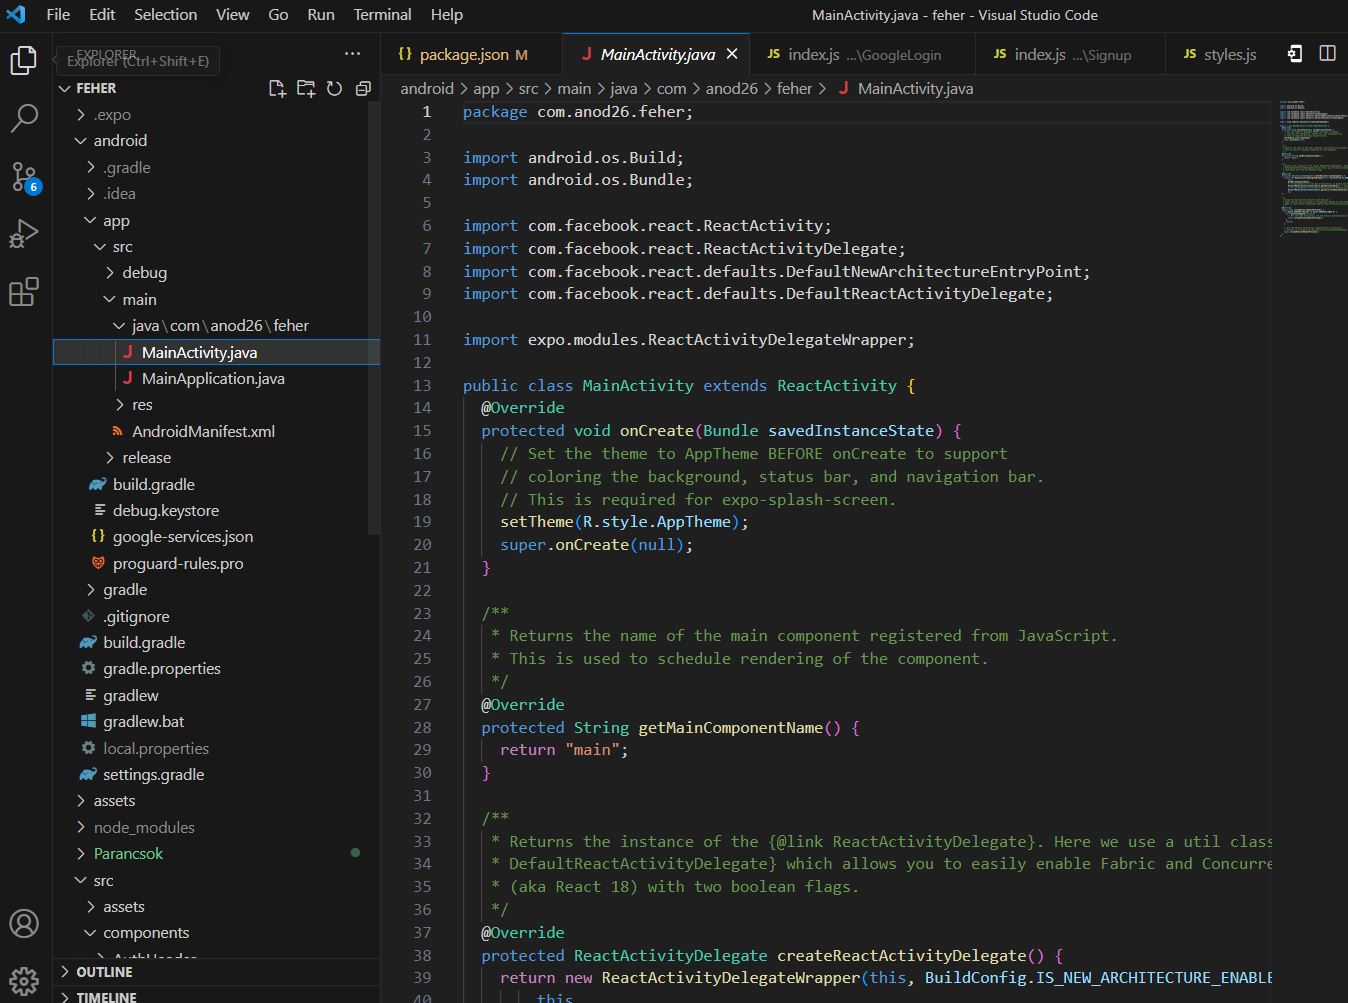 File Edit Selection View Go Run Terminal Help
MainActivity.java - feher - Visual Studio Code
EXPLORER
Explorer (Ctrl+Shift+E)
FEHER
.expo
android
.gradle
.idea
app
src
debug
main
java\com\anod26\feher
MainActivity.java
MainApplication.java
res
AndroidManifest.xml
release
build.gradle
debug.keystore
google-services.json
proguard-rules.pro
gradle
.gitignore
build.gradle
gradle.properties
gradlew
gradlew.bat
local.properties
settings.gradle
assets
node_modules
Parancsok
src
assets
components
AuthHeader
OUTLINE
TIMELINE
6
{} package.json M
J MainActivity.java
JS index.js ...\GoogleLogin
JS index.js ...\Signup
JS styles.js
android > app > src > main > java > com > anod26 > feher > J MainActivity.java
1 package com.anod26.feher;
2
3 import android.os.Build;
4 import android.os.Bundle;
5
6 import com.facebook.react.ReactActivity;
7 import com.facebook.react.ReactActivityDelegate;
8 import com.facebook.react.defaults.DefaultNewArchitectureEntryPoint;
9 import com.facebook.react.defaults.DefaultReactActivityDelegate;
10
11 import expo.modules.ReactActivityDelegateWrapper;
12
13 public class MainActivity extends ReactActivity {
14 @Override
15 protected void onCreate(Bundle savedInstanceState) {
16 // Set the theme to AppTheme BEFORE onCreate to support
17 // coloring the background, status bar, and navigation bar.
18 // This is required for expo-splash-screen.
19 setTheme(R.style.AppTheme);
20 super.onCreate(null);
21 }
22
23 /**
24 * Returns the name of the main component registered from JavaScript.
25 * This is used to schedule rendering of the component.
26 */
27 @Override
28 protected String getMainComponentName() {
29 return "main";
30 }
31
32 /**
33 * Returns the instance of the {@link ReactActivityDelegate}. Here we use a util class
34 * DefaultReactActivityDelegate} which allows you to easily enable Fabric and Concurre
35 * (aka React 18) with two boolean flags.
36 */
37 @Override
38 protected ReactActivityDelegate createReactActivityDelegate() {
39 return new ReactActivityDelegateWrapper(this, BuildConfig.IS_NEW_ARCHITECTURE_ENABLE
40 this